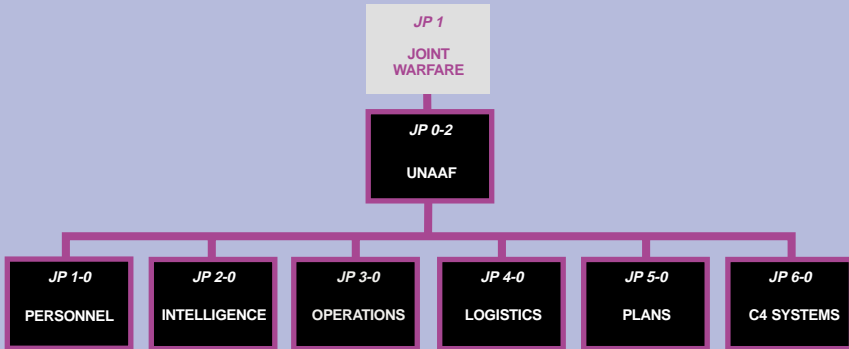 JP 1
JOINT
WARFARE
JP 0-2
UNAAF
JP 1-0
PERSONNEL
JP 2-0
INTELLIGENCE
JP 3-0
OPERATIONS
JP 4-0
LOGISTICS
JP 5-0
PLANS
JP 6-0
C4 SYSTEMS